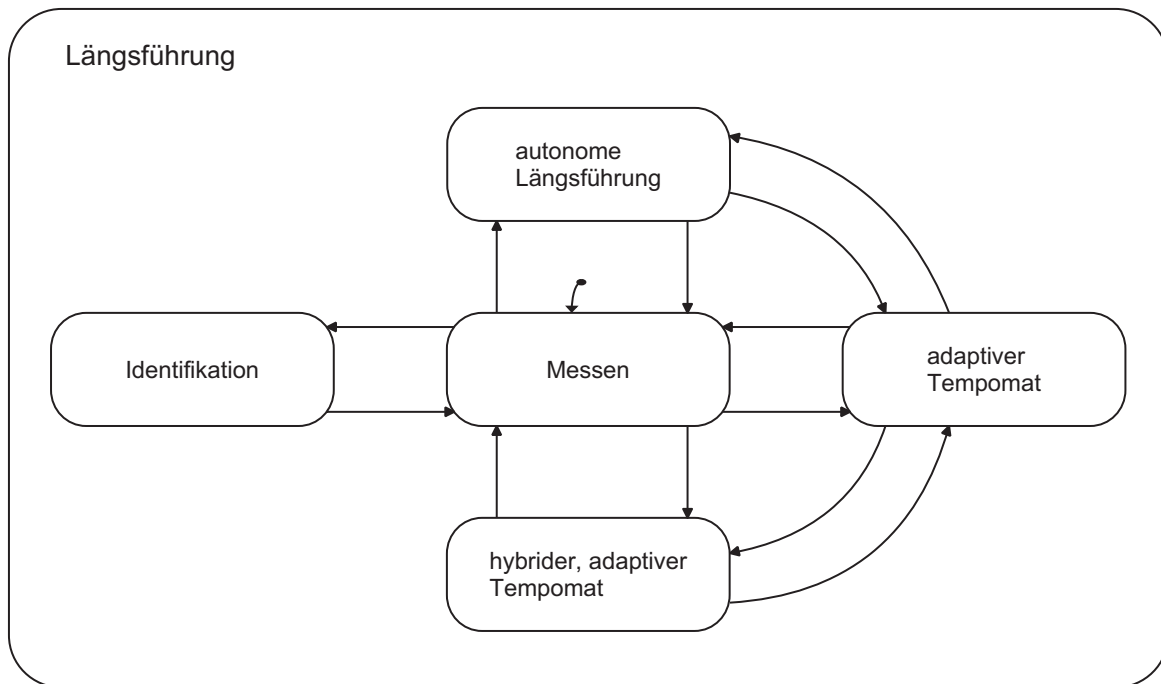 Längsführung
autonome
Längsführung
Identifikation
Messen
adaptiver
Tempomat
hybrider, adaptiver
Tempomat